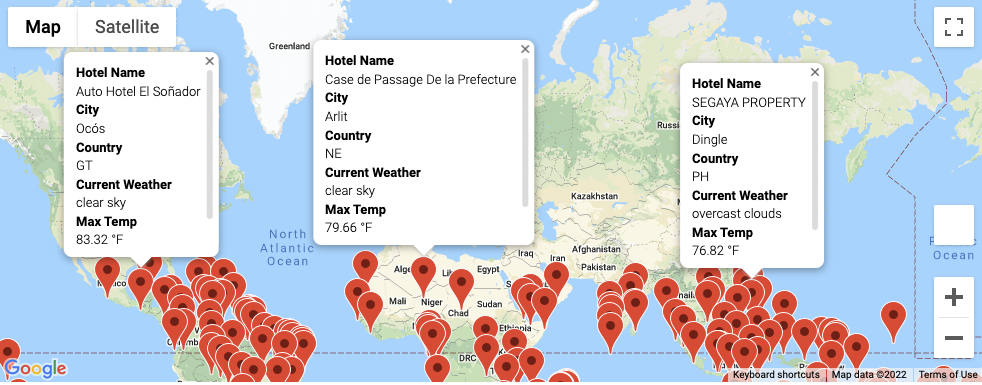 Map
Satellite
Hotel Name
Auto Hotel El Soñador
City
Ocós
Country
GT
Current Weather
clear sky
Max Temp
83.32 °F
Hotel Name
Case de Passage De la Prefecture
City
Arlit
Country
NE
Current Weather
clear sky
Max Temp
79.66 °F
Hotel Name
SEGAYA PROPERTY
City
Dingle
Country
PH
Current Weather
overcast clouds
Max Temp
76.82 °F
Greenland
Kazakhstan
North
Atlantic
Ocean
Iraq
Iran
Afghanistan
Pakistan
Egypt
Mali
Niger
Chad
Sudan
Ethiopia
DRC
Ocean
Google
Keyboard shortcuts
Map data ©2022
Terms of Use